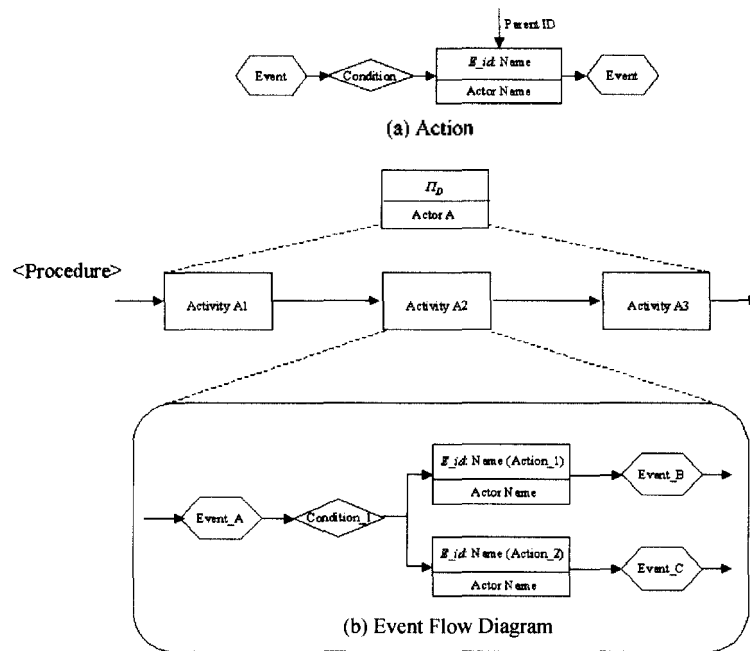 Parent ID
Event
Condition
E_id: Name
Actor Name
Event
(a) Action
Π_D
Actor A
<Procedure>
Activity A1
Activity A2
Activity A3
E_id: Name (Action_1)
Actor Name
Event_B
Event_A
Condition_1
E_id: Name (Action_2)
Actor Name
Event_C
(b) Event Flow Diagram